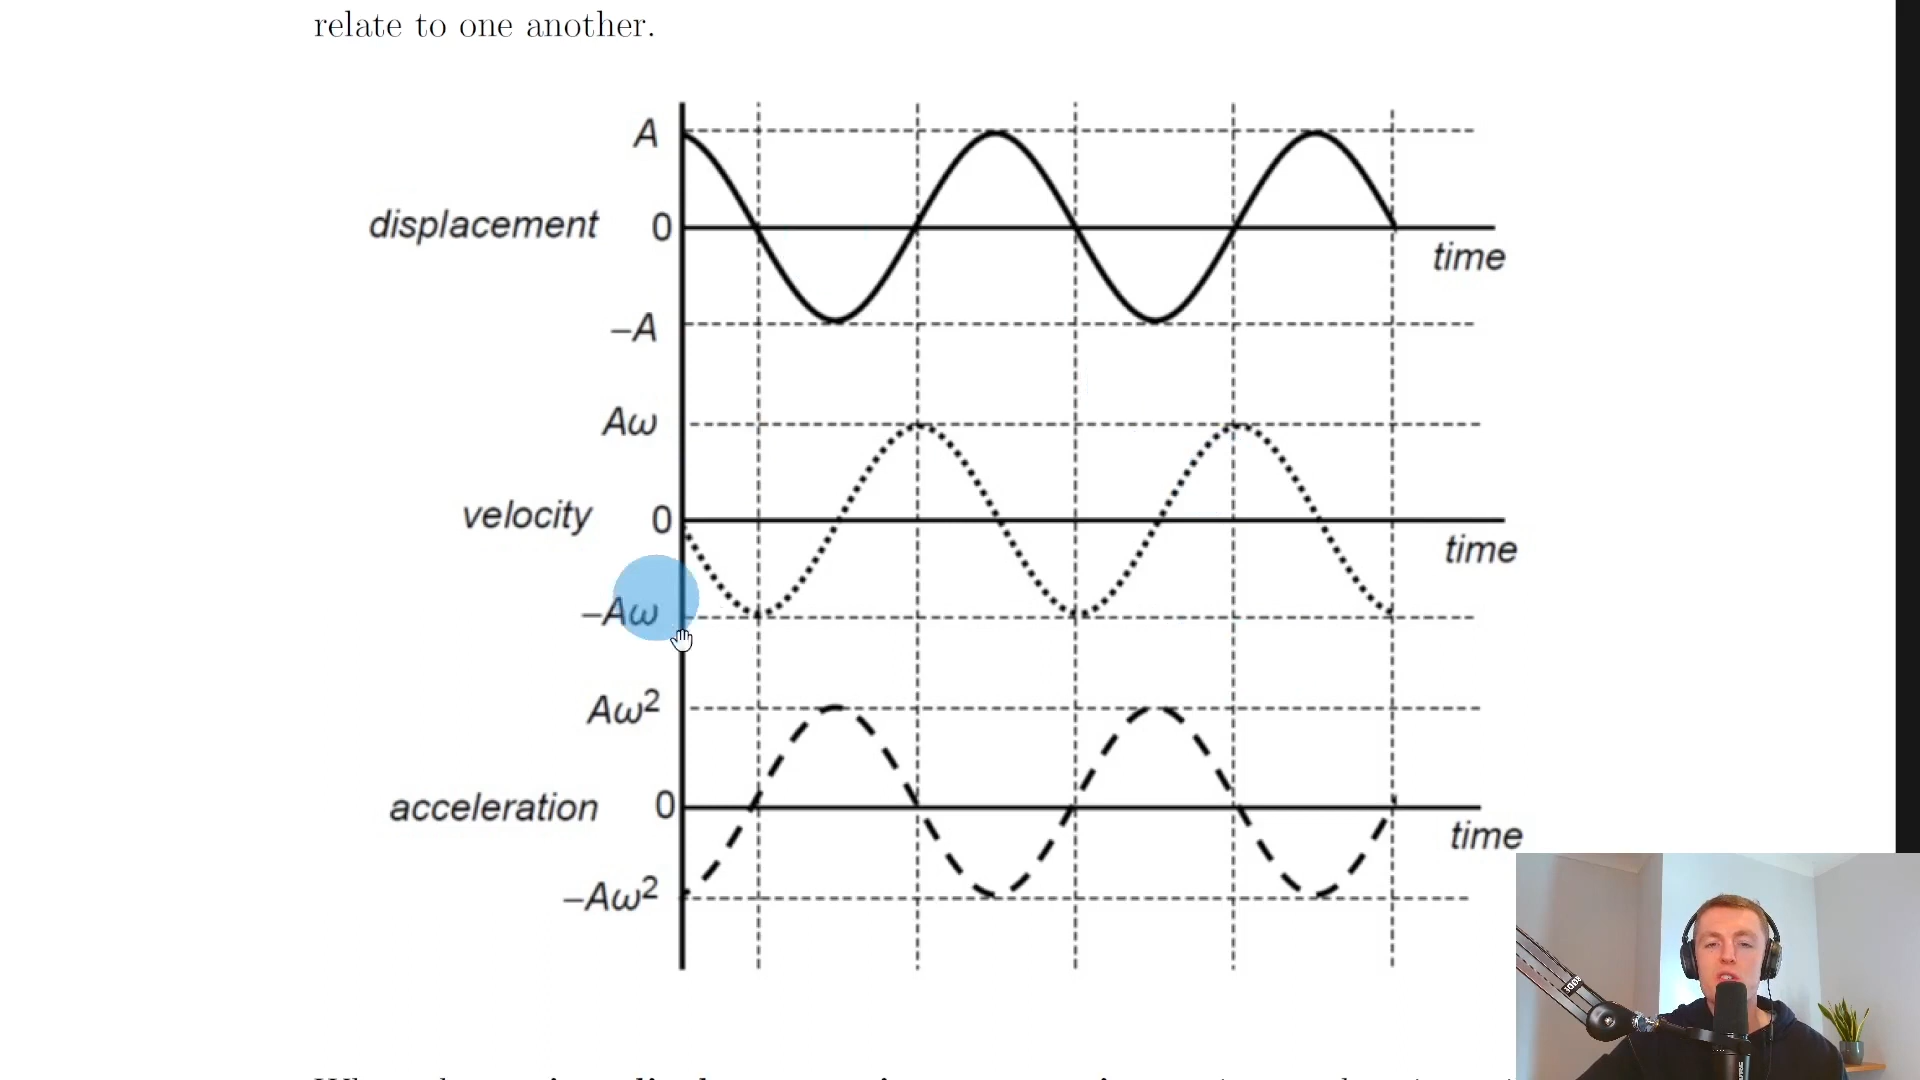 relate to one another.
A
displacement 0
time
−A
Aω
velocity 0
time
−Aω
Aω²
acceleration 0
time
−Aω²